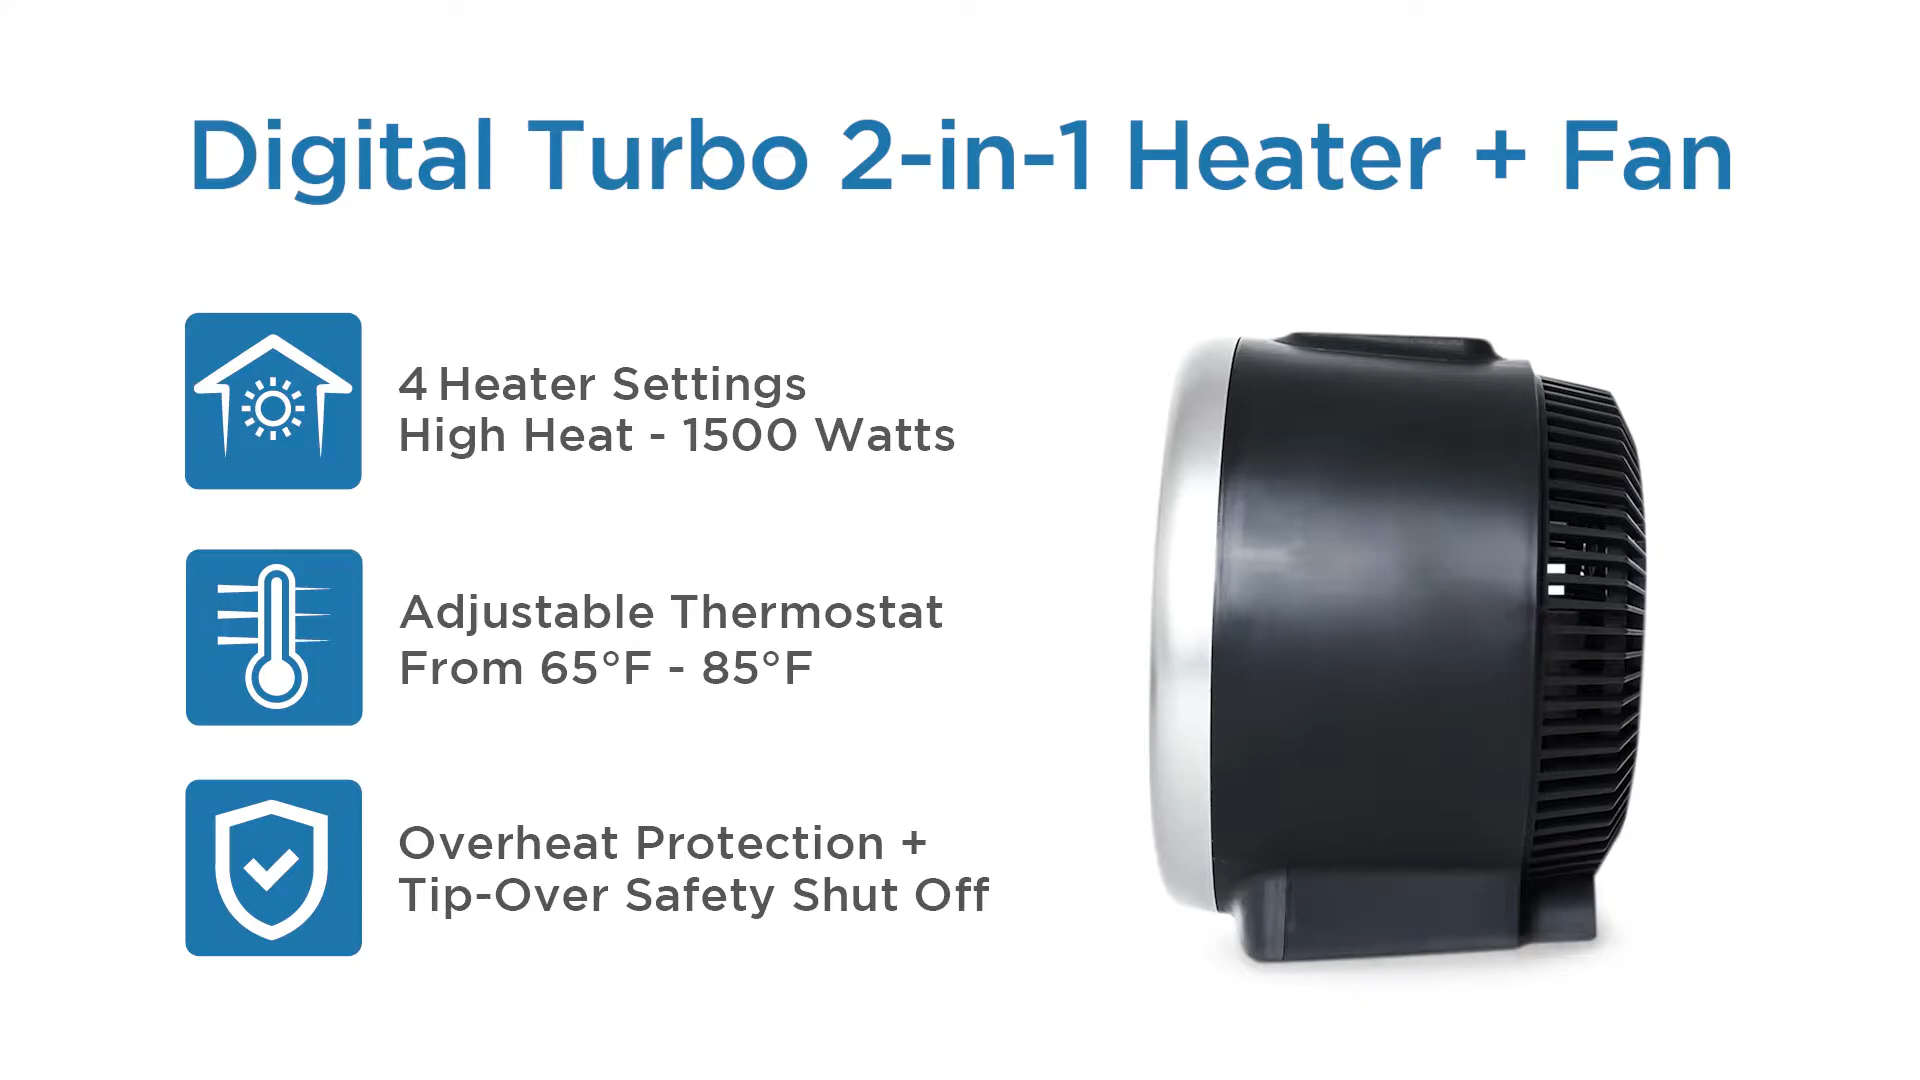 Digital Turbo 2-in-1 Heater + Fan
4 Heater Settings
High Heat - 1500 Watts
Adjustable Thermostat
From 65°F - 85°F
Overheat Protection +
Tip-Over Safety Shut Off